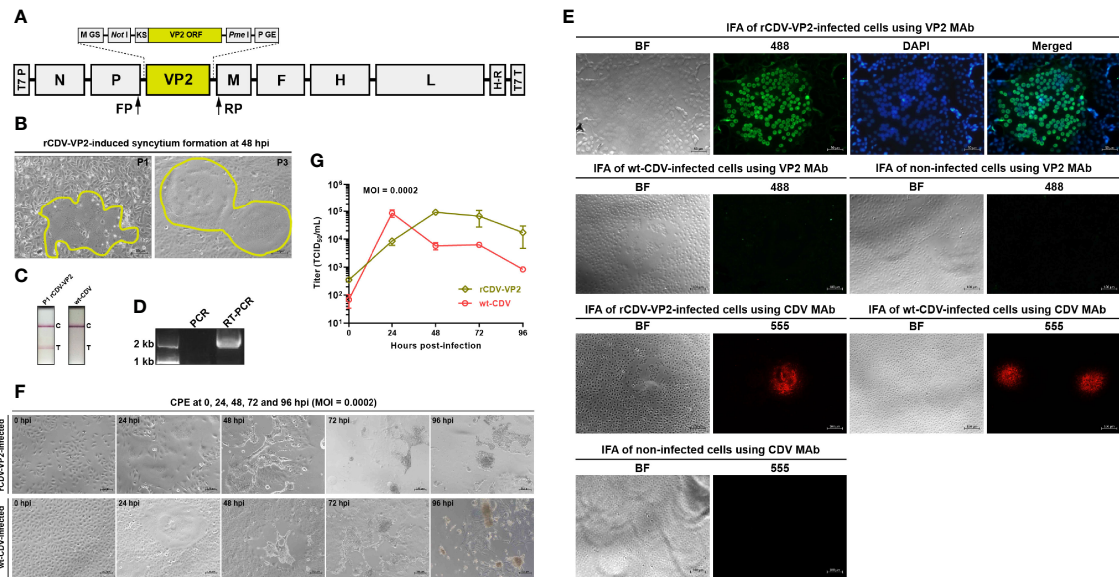 A
M GS Not I KS VP2 ORF Pme I P GE
T7 P N P VP2 M F H L H-R T7 T
FP RP
B
rCDV-VP2-induced syncytium formation at 48 hpi
P1 P3
C
P1 rCDV-VP2 wt-CDV
C C
T T
D
PCR RT-PCR
2 kb
1 kb
G
MOI = 0.0002
Titer (TCID50/mL)
10⁶
10⁵
10⁴
10³
10²
10¹
rCDV-VP2
wt-CDV
0 24 48 72 96
Hours post-infection
F
CPE at 0, 24, 48, 72 and 96 hpi (MOI = 0.0002)
rCDV-VP2-infected
0 hpi 24 hpi 48 hpi 72 hpi 96 hpi
wt-CDV-infected
0 hpi 24 hpi 48 hpi 72 hpi 96 hpi
E
IFA of rCDV-VP2-infected cells using VP2 MAb
BF 488 DAPI Merged
IFA of wt-CDV-infected cells using VP2 MAb IFA of non-infected cells using VP2 MAb
BF 488 BF 488
IFA of rCDV-VP2-infected cells using CDV MAb IFA of wt-CDV-infected cells using CDV MAb
BF 555 BF 555
IFA of non-infected cells using CDV MAb
BF 555